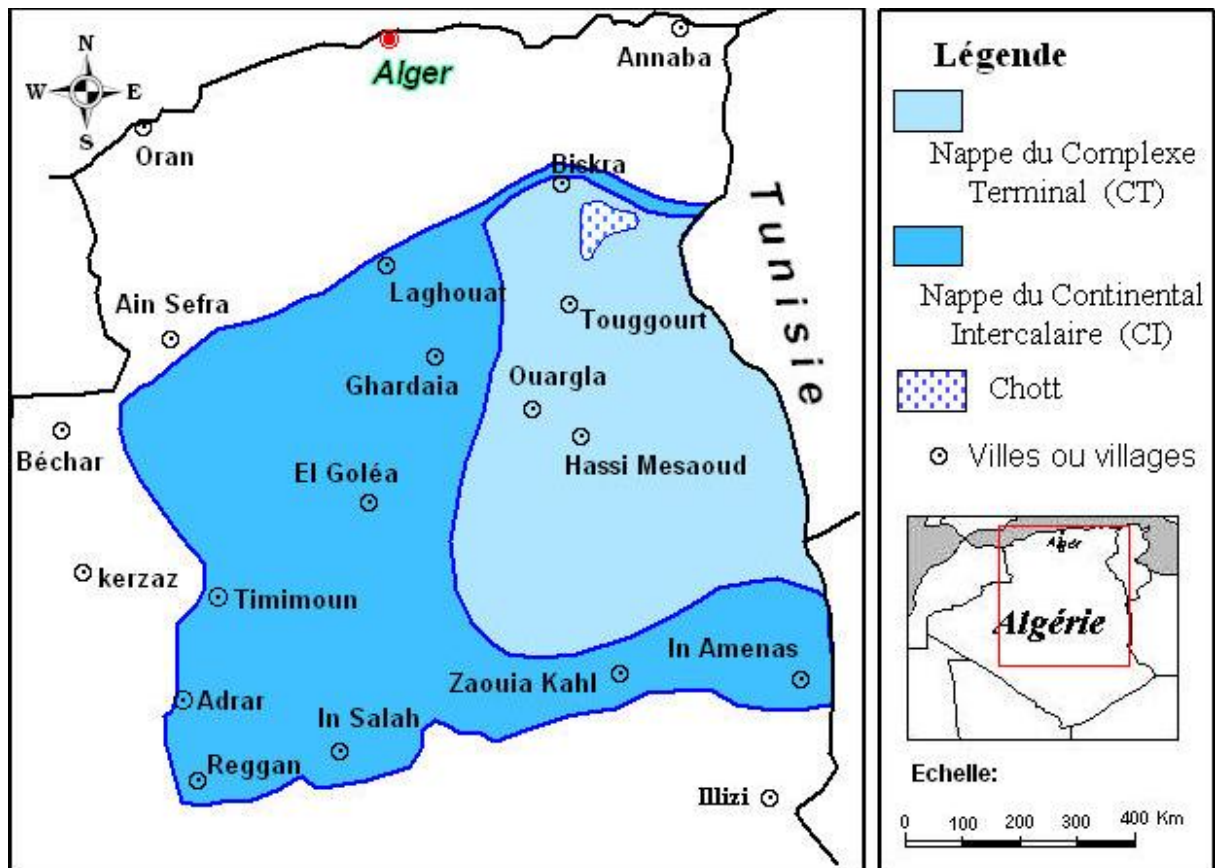 N
W E
S
Alger
Annaba
Oran
Biskra
Tunisie
Laghouat
Ain Sefra
Touggourt
Ghardaia
Ouargla
Béchar
Hassi Mesaoud
El Goléa
kerzaz
Timimoun
In Amenas
Zaouia Kahl
Adrar
In Salah
Reggan
Illizi
Légende
Nappe du Complexe
Terminal (CT)
Nappe du Continental
Intercalaire (CI)
Chott
Villes ou villages
Alger
Algérie
Echelle:
0 100 200 300 400 Km